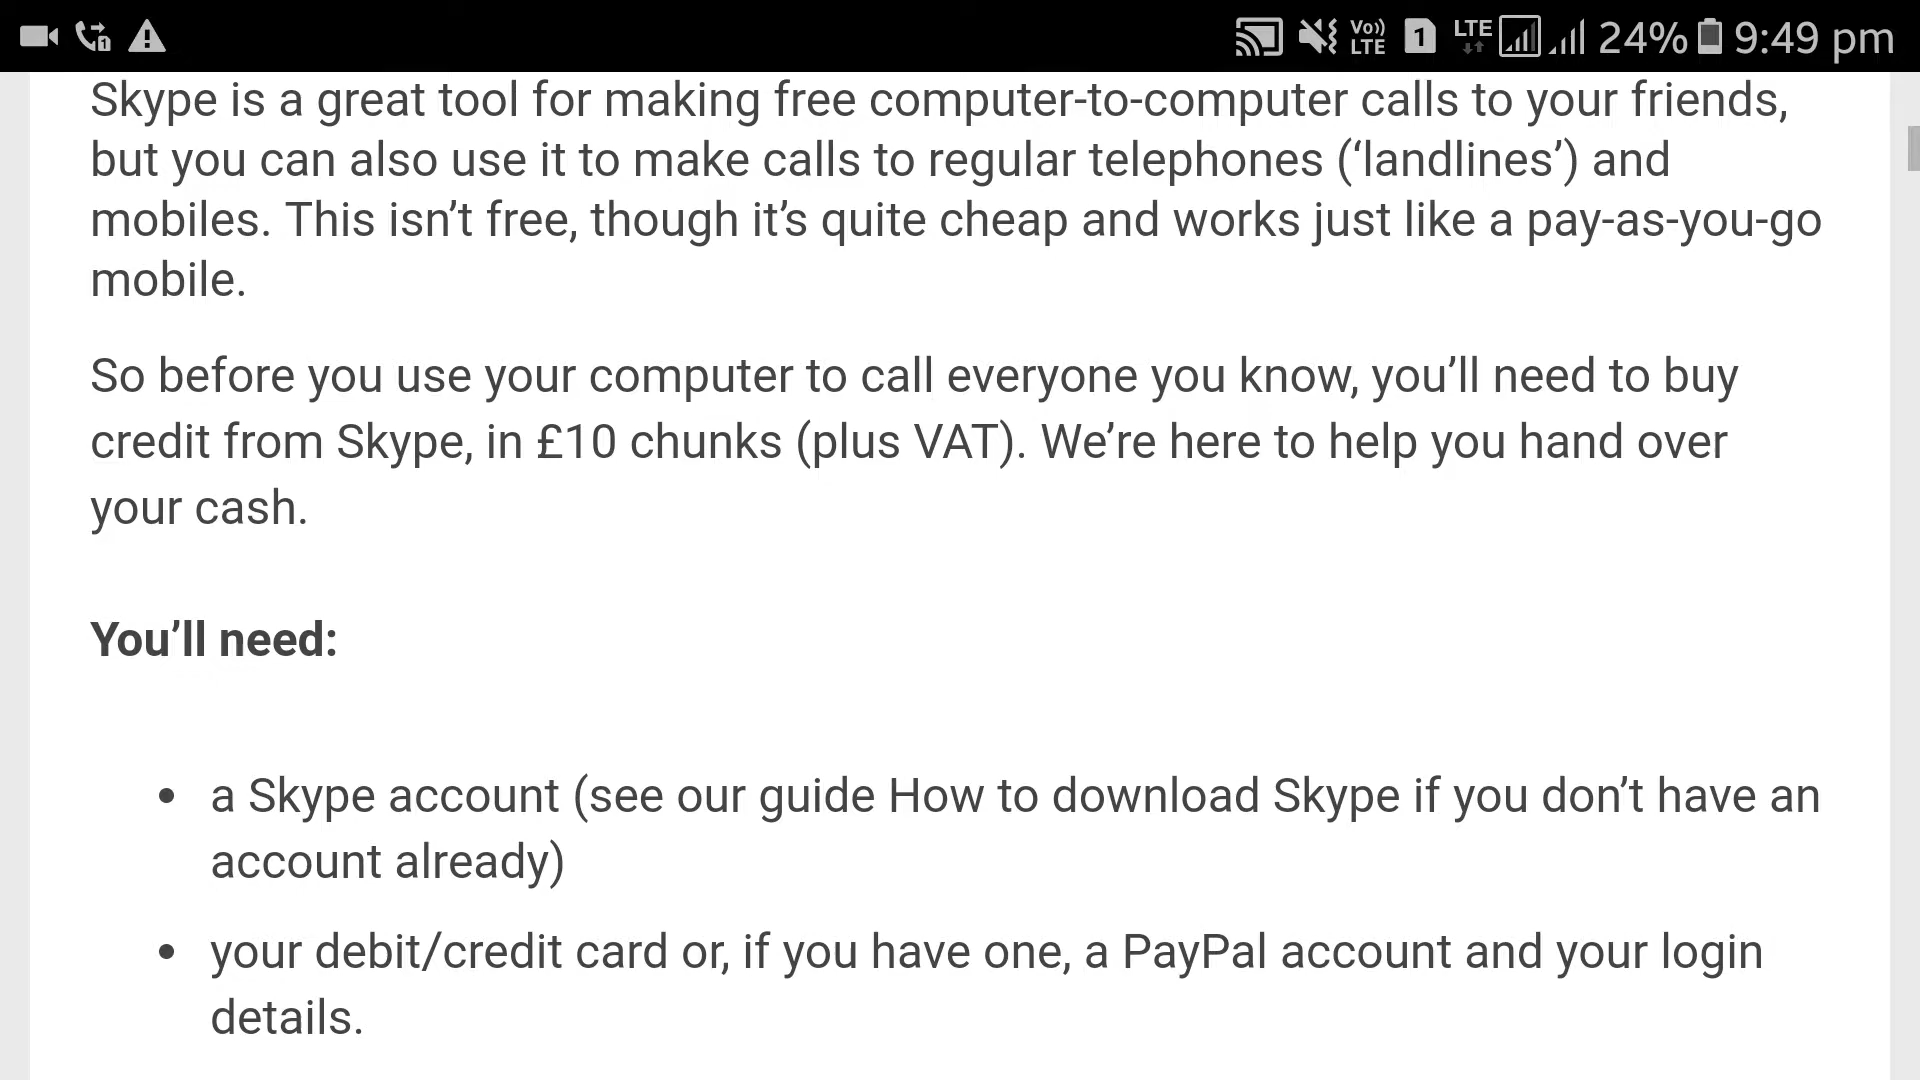 Vo)) LTE 1 LTE 24% 9:49 pm
Skype is a great tool for making free computer-to-computer calls to your friends,
but you can also use it to make calls to regular telephones (‘landlines’) and
mobiles. This isn’t free, though it’s quite cheap and works just like a pay-as-you-go
mobile.
So before you use your computer to call everyone you know, you’ll need to buy
credit from Skype, in £10 chunks (plus VAT). We’re here to help you hand over
your cash.
You’ll need:
• a Skype account (see our guide How to download Skype if you don’t have an
account already)
• your debit/credit card or, if you have one, a PayPal account and your login
details.